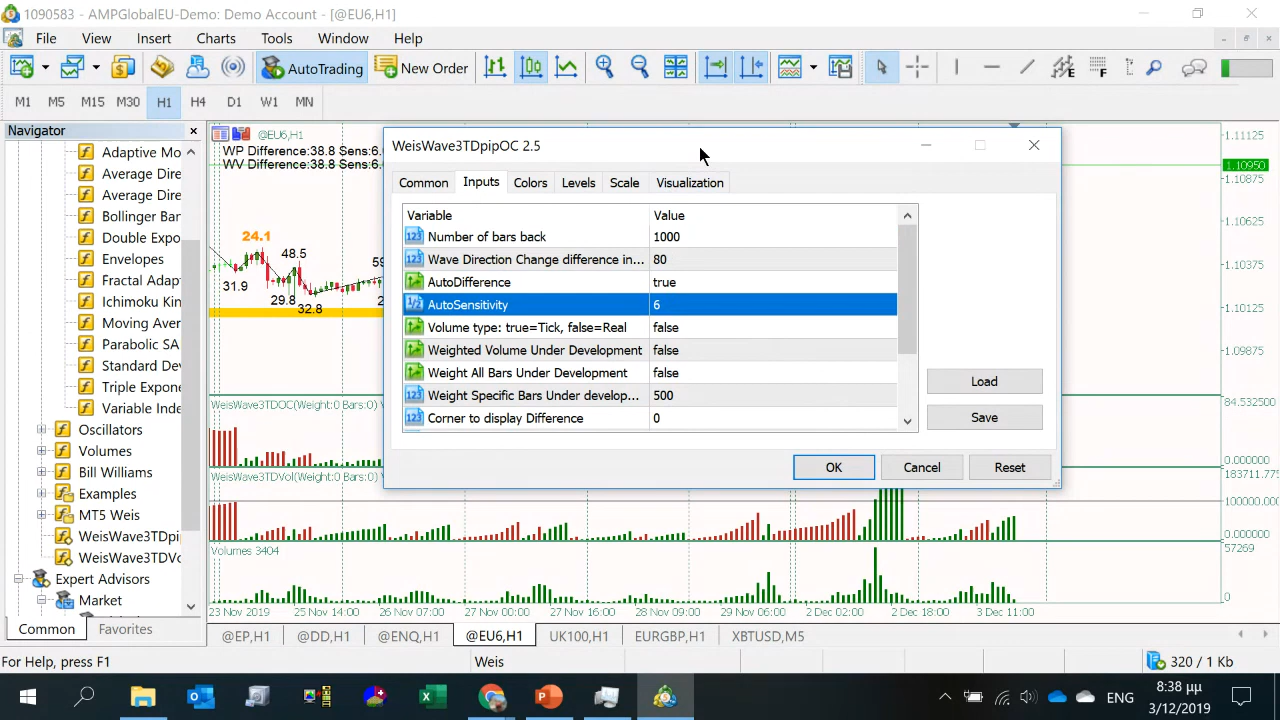 1090583 - AMPGlobalEU-Demo: Demo Account - [@EU6,H1]
File View Insert Charts Tools Window Help
AutoTrading New Order
M1 M5 M15 M30 H1 H4 D1 W1 MN
Navigator
Adaptive Mo
Average Dire
Average Dire
Bollinger Ban
Double Expo
Envelopes
Fractal Adap
Ichimoku Kin
Moving Aver
Parabolic SA
Standard Dev
Triple Expone
Variable Inde
Oscillators
Volumes
Bill Williams
Examples
MT5 Weis
WeisWave3TDpi
WeisWave3TDVo
Expert Advisors
Market
Common Favorites
@EU6,H1
WP Difference:38.8 Sens:6.
WV Difference:38.8 Sens:6.
24.1
48.5
31.9
29.8
32.8
WeisWave3TDpipOC 2.5
Common Inputs Colors Levels Scale Visualization
Variable Value
Number of bars back 1000
Wave Direction Change difference in... 80
AutoDifference true
AutoSensitivity 6
Volume type: true=Tick, false=Real false
Weighted Volume Under Development false
Weight All Bars Under Development false
Weight Specific Bars Under develop... 500
Corner to display Difference 0
Load
Save
OK Cancel Reset
1.11125
1.10950
1.10875
1.10625
1.10375
1.10125
1.09875
84.532500
WeisWave3TDOC(Weight:0 Bars:0)
0.000000
WeisWave3TDVol(Weight:0 Bars:0)
183711.775
100000.000
0.000000
Volumes 3404
57269
0
23 Nov 2019 25 Nov 14:00 26 Nov 07:00 27 Nov 00:00 27 Nov 16:00 28 Nov 09:00 29 Nov 06:00 2 Dec 02:00 2 Dec 18:00 3 Dec 11:00
@EP,H1 @DD,H1 @ENQ,H1 @EU6,H1 UK100,H1 EURGBP,H1 XBTUSD,M5
For Help, press F1 Weis 320 / 1 Kb
ENG
8:38 μμ
3/12/2019